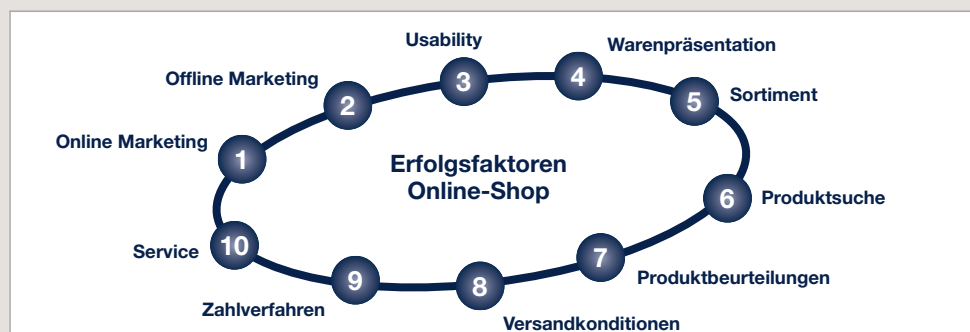 Erfolgsfaktoren
Online-Shop
1 Online Marketing
2 Offline Marketing
3 Usability
4 Warenpräsentation
5 Sortiment
6 Produktsuche
7 Produktbeurteilungen
8 Versandkonditionen
9 Zahlverfahren
10 Service